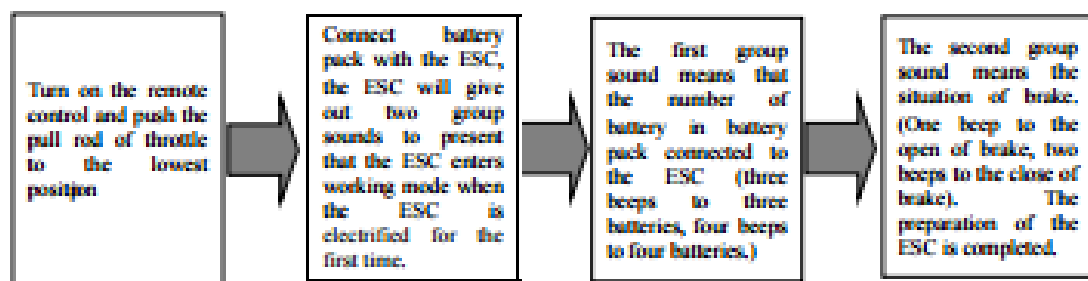 Turn on the remote
control and push the
pull rod of throttle
to the lowest
position
Connect battery
pack with the ESC,
the ESC will give
out two group
sounds to present
that the ESC enters
working mode when
the ESC is
electrified for the
first time.
The first group
sound means that
the number of
battery in battery
pack connected to
the ESC (three
beeps to three
batteries, four beeps
to four batteries.)
The second group
sound means the
situation of brake.
(One beep to the
open of brake, two
beeps to the close of
brake). The
preparation of the
ESC is completed.